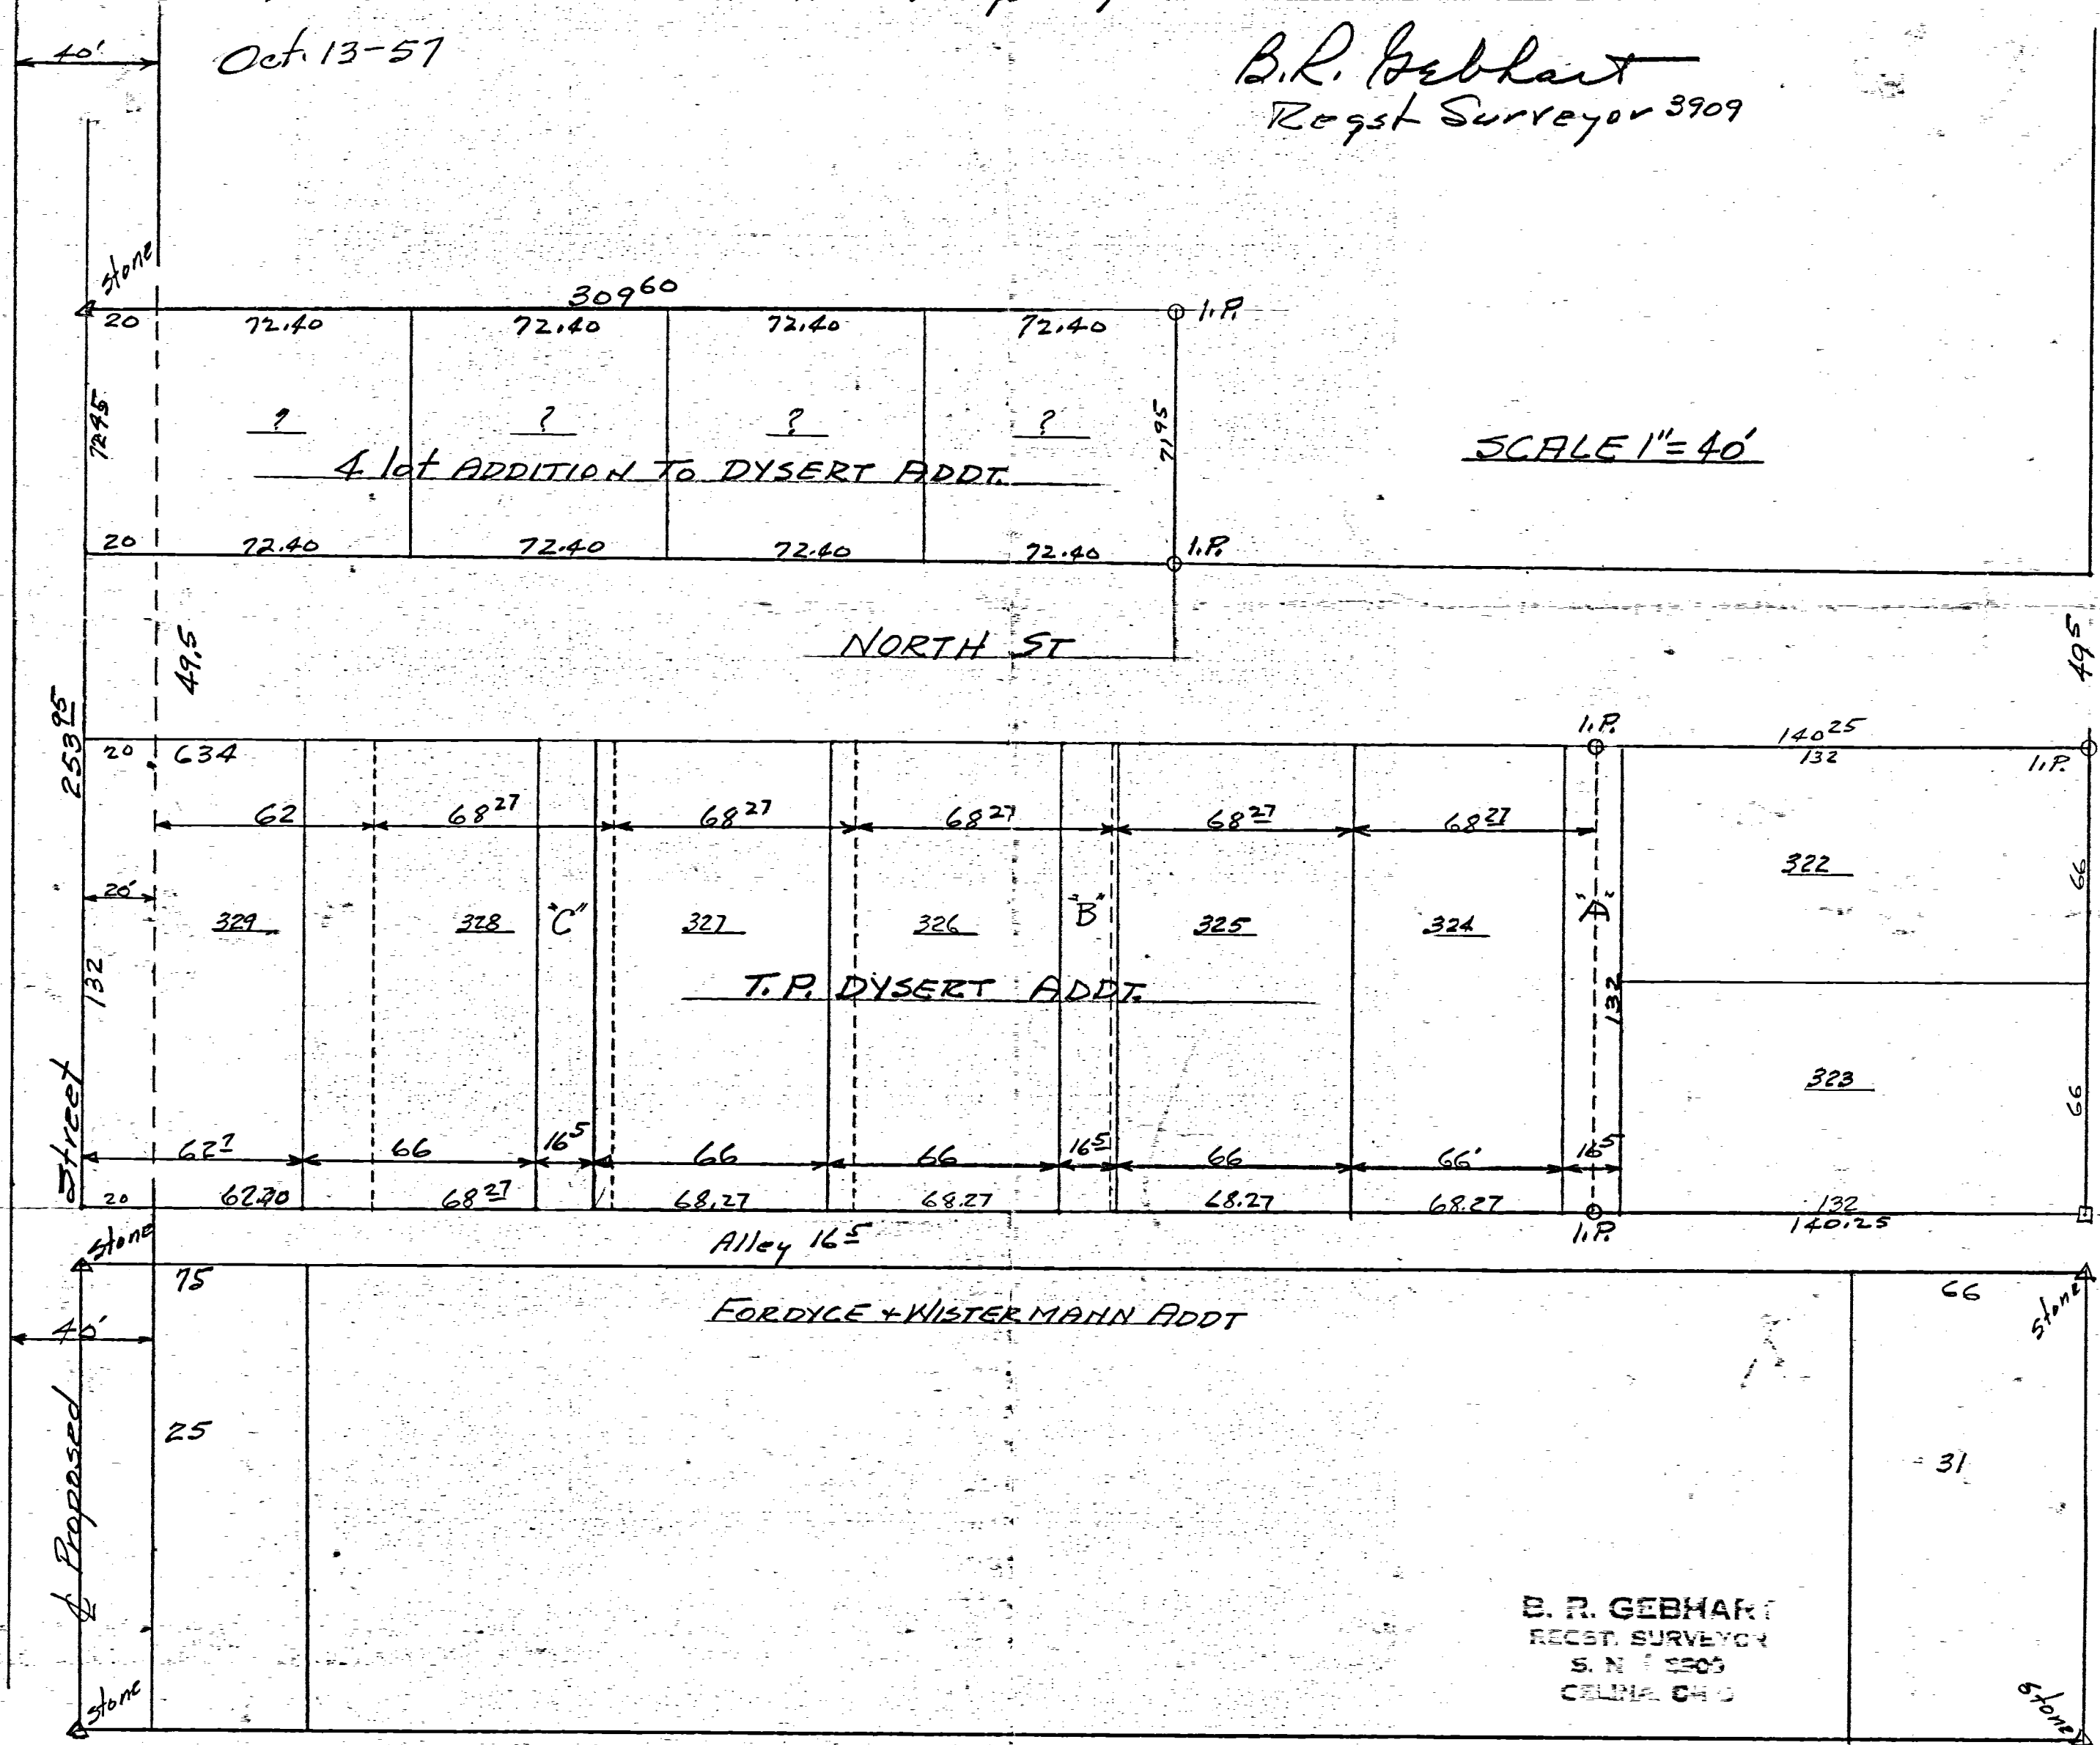 40'
Oct. 13-57
B.R. Gebhart
Regst Surveyor 3909
stone
309 60
I.P.
20 72.40 72.40 72.40 72.40
72 45
? ? ? ?
71 95
4 lot ADDITION TO DYSERT ADDT.
SCALE 1"=40'
20 72.40 72.40 72.40 72.40
I.P.
49.5
NORTH ST
49 5
253 95
I.P.
140 25
20 634
132
I.P.
62 68 27 68 27 68 27 68 27 68 27
322
66
20'
329 328 "C" 327 326 "B" 325 324 "A"
132
T.P. DYSERT ADDT.
132
323
66
Street
62 66 16 5 66 66 16 5 66 66' 16 5
20 68 27 68.27 68.27 68.27 68.27
132
I.P.
140.25
Stone
Alley 16 5
75
66
stone
40'
FORDYCE + WISTERMANN ADDT
25
31
℄ Proposed
B. R. GEBHART
REGST. SURVEYOR
S. N
CELINA
stone
stone